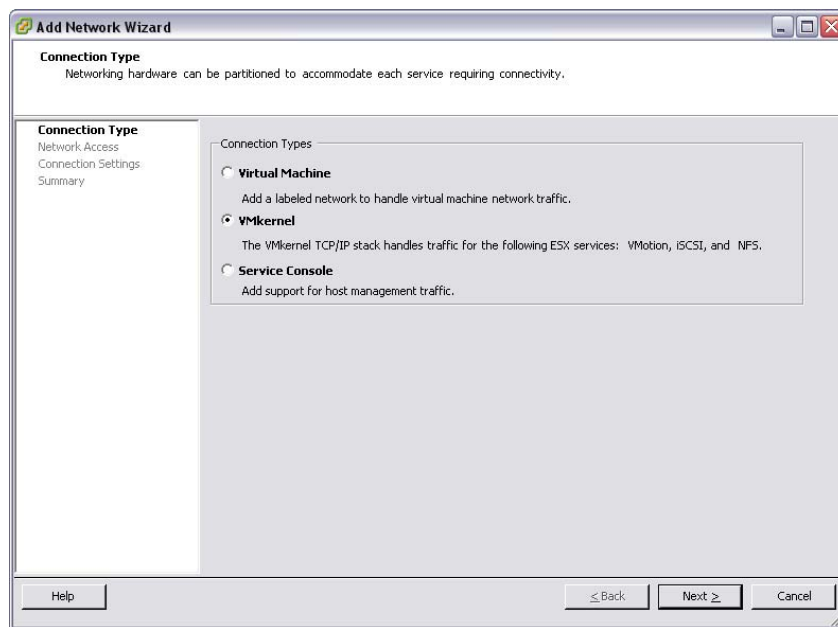 Add Network Wizard
Connection Type
Networking hardware can be partitioned to accommodate each service requiring connectivity.
Connection Type
Network Access
Connection Settings
Summary
Connection Types
Virtual Machine
Add a labeled network to handle virtual machine network traffic.
VMkernel
The VMkernel TCP/IP stack handles traffic for the following ESX services: VMotion, iSCSI, and NFS.
Service Console
Add support for host management traffic.
Help
< Back
Next >
Cancel